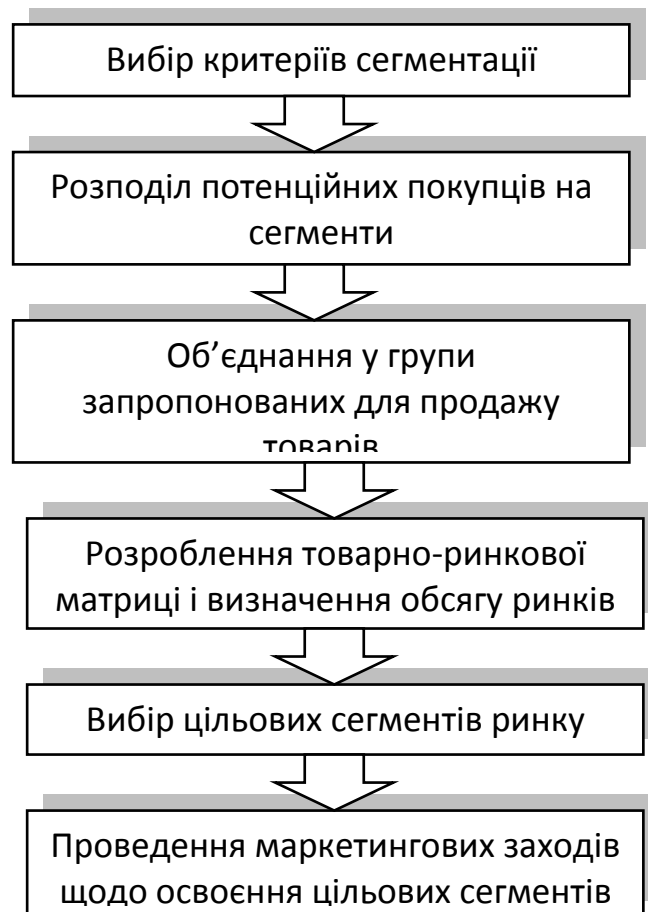 Вибір критеріїв сегментації
Розподіл потенційних покупців на
сегменти
Об’єднання у групи
запропонованих для продажу
товарів
Розроблення товарно-ринкової
матриці і визначення обсягу ринків
Вибір цільових сегментів ринку
Проведення маркетингових заходів
щодо освоєння цільових сегментів